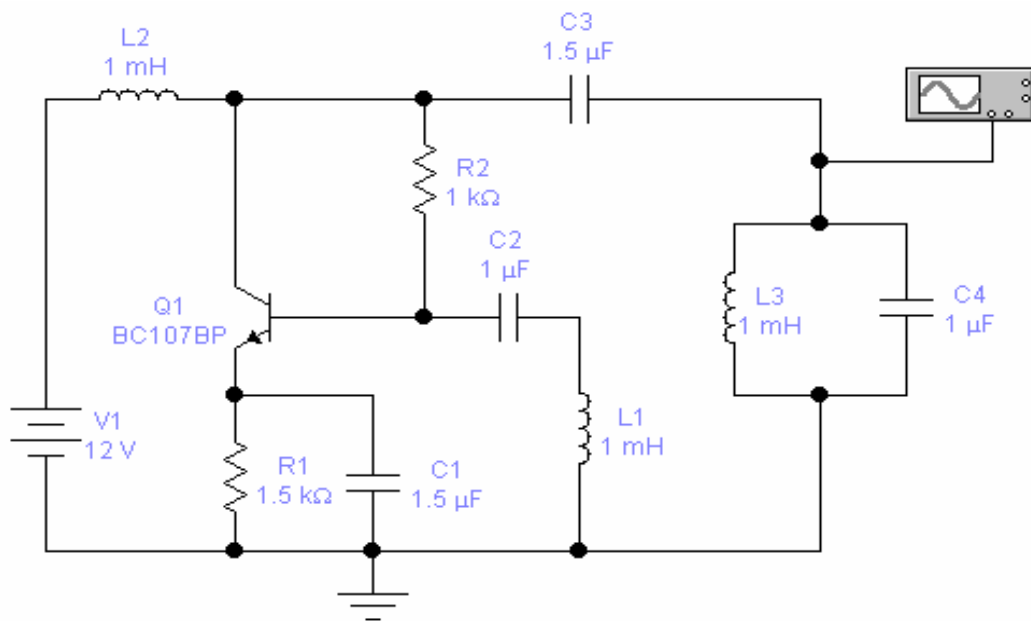 C3
1.5 µF
L2
1 mH
R2
1 kΩ
C2
1 µF
Q1
BC107BP
L3
1 mH
C4
1 µF
V1
12 V
R1
1.5 kΩ
C1
1.5 µF
L1
1 mH